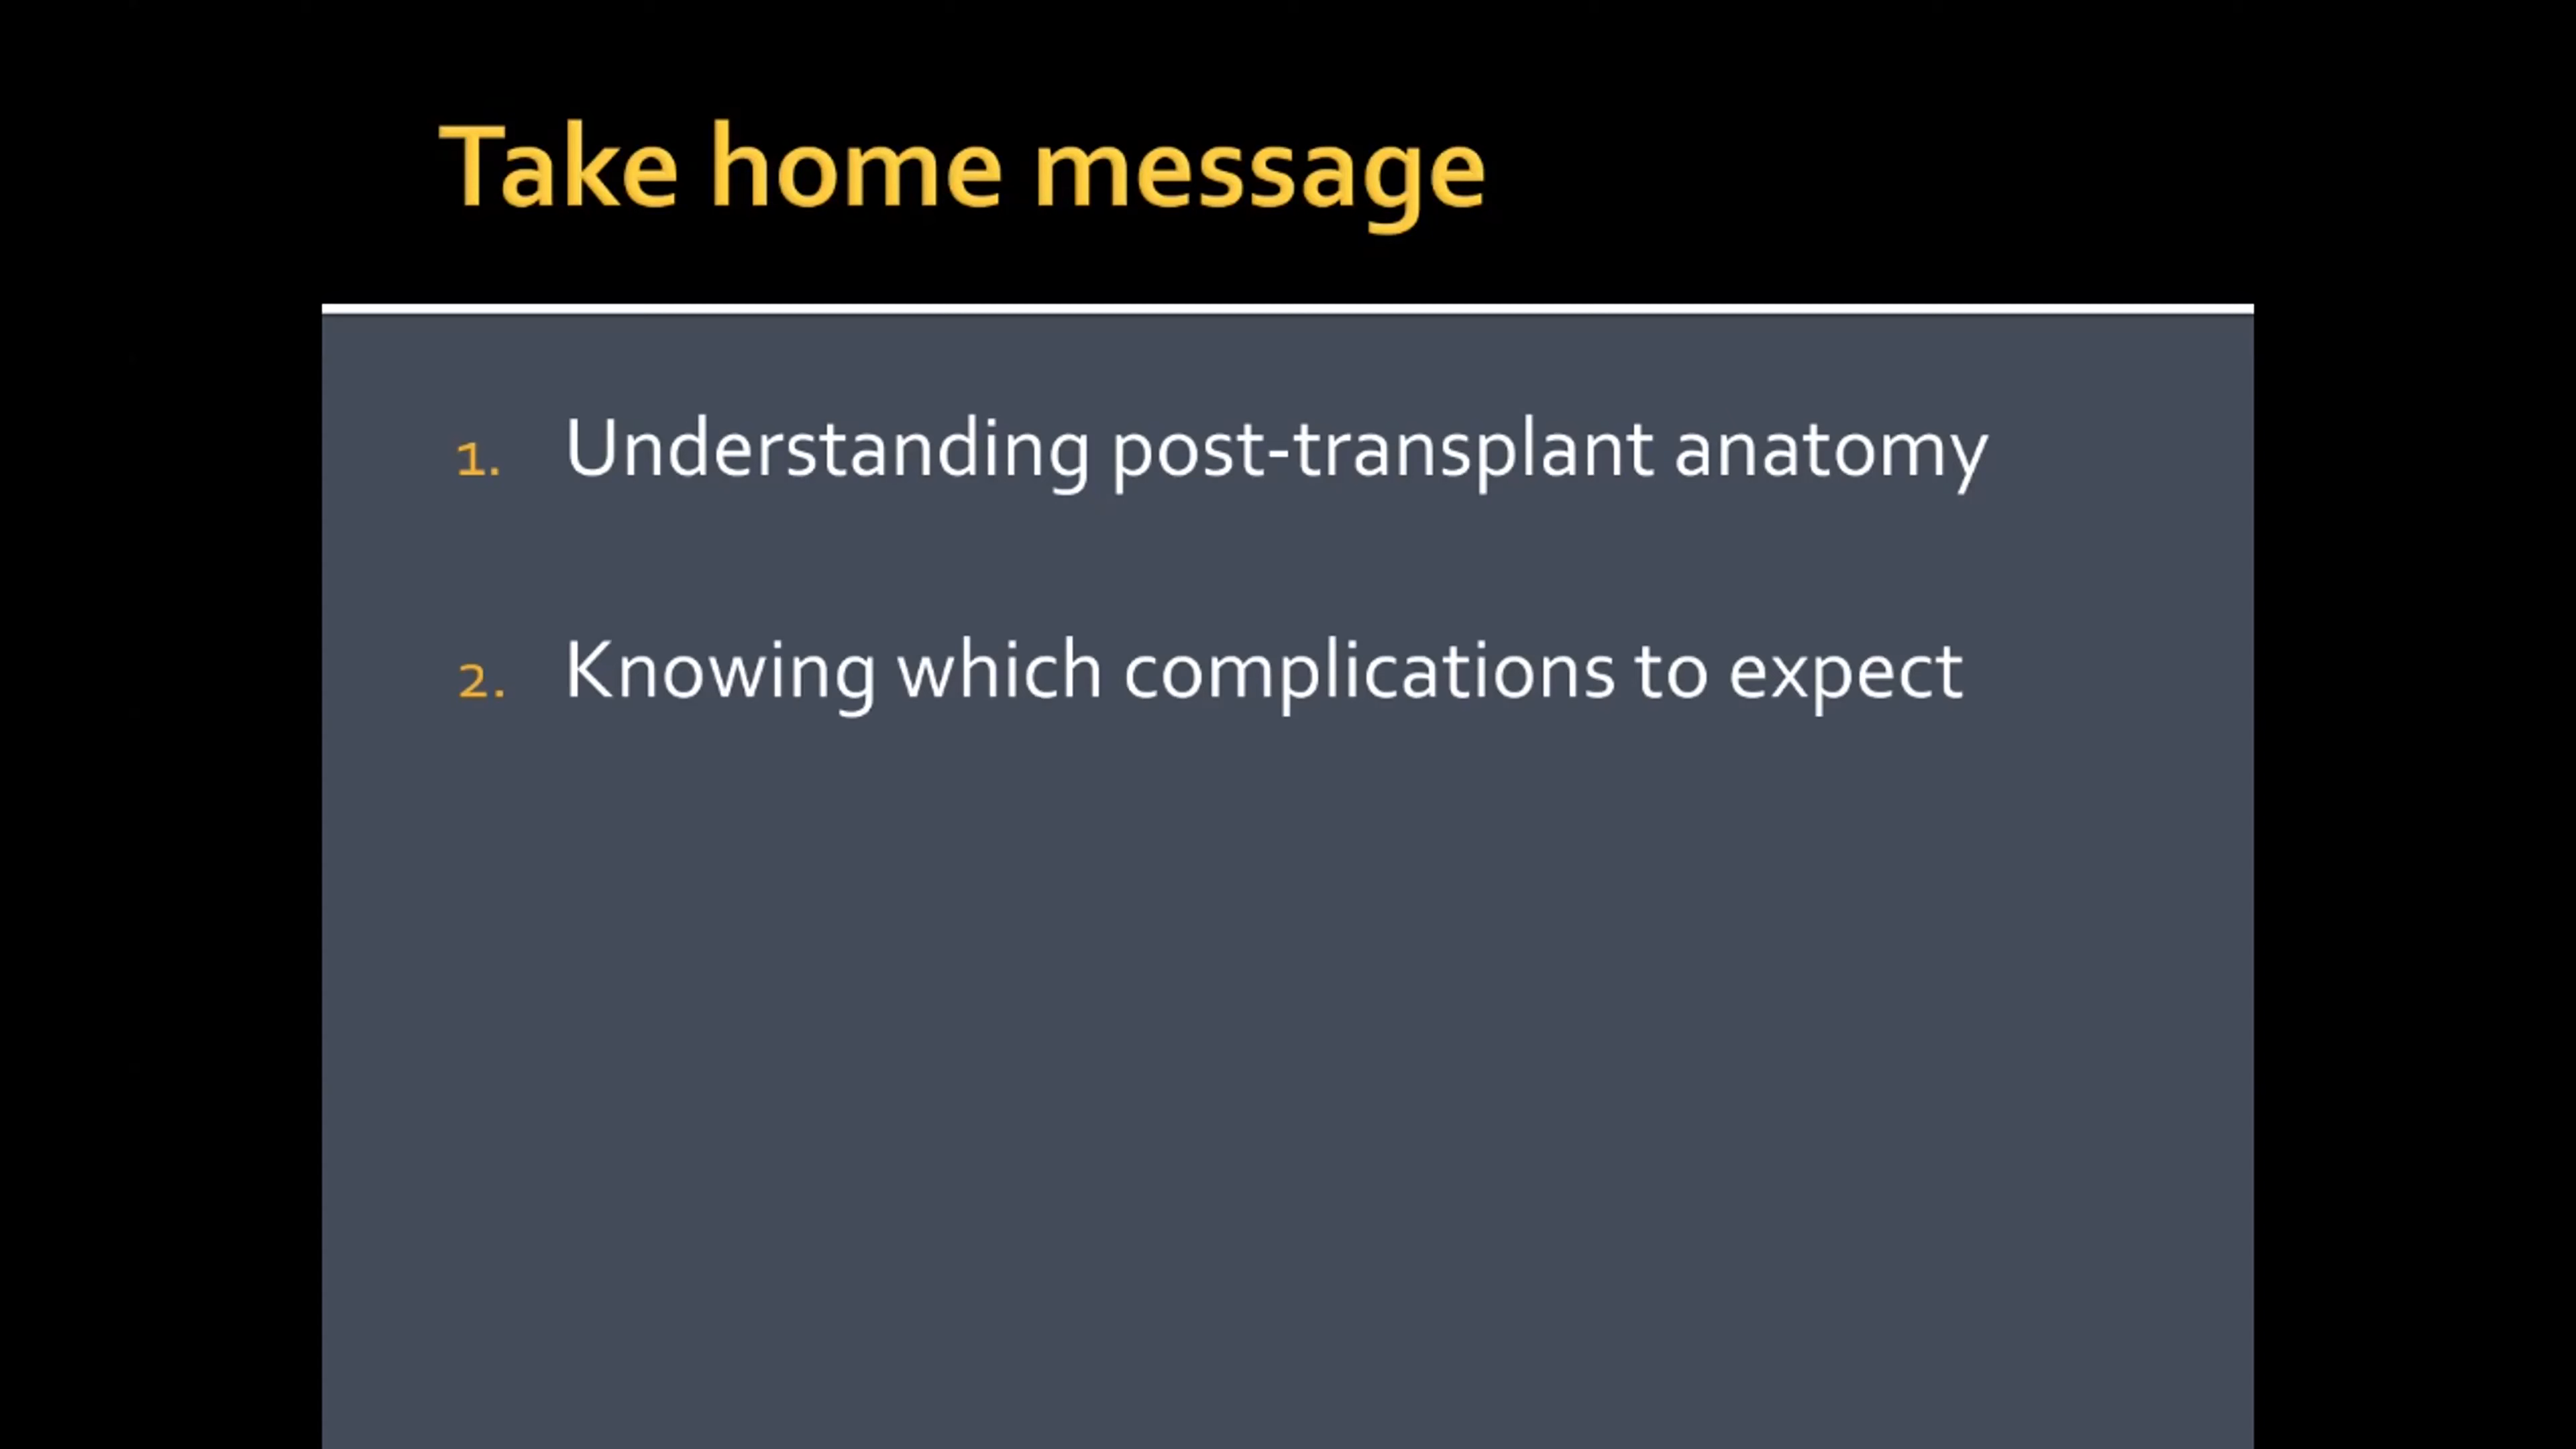 Take home message
1. Understanding post-transplant anatomy
2. Knowing which complications to expect